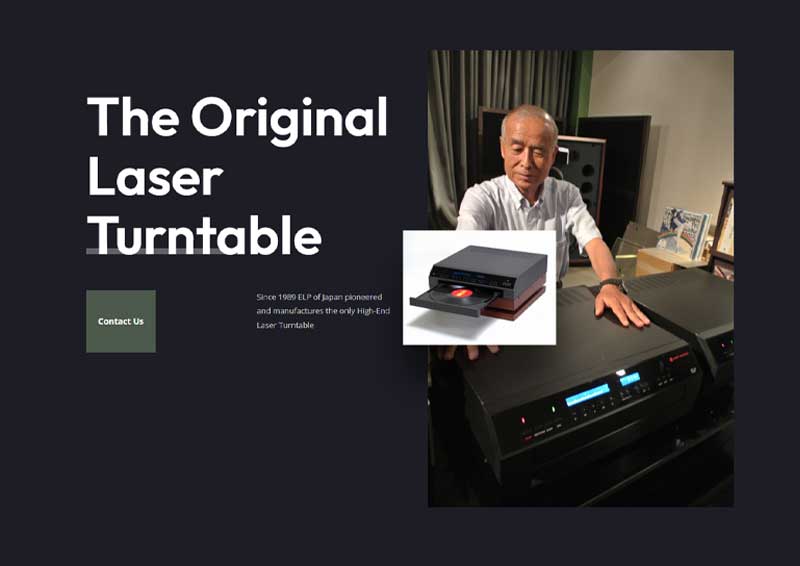 The Original
Laser
Turntable
Contact Us
Since 1989 ELP of Japan pioneered
and manufactures the only High-End
Laser Turntable